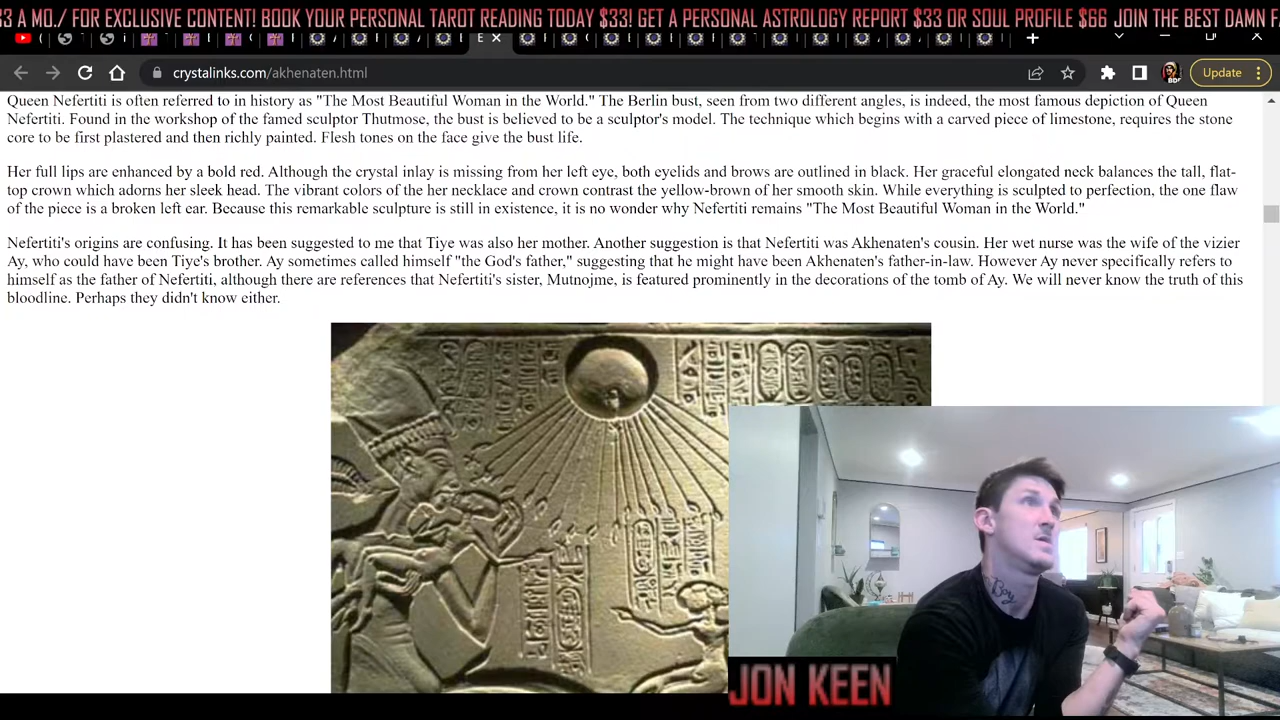 33 A MO./ FOR EXCLUSIVE CONTENT! BOOK YOUR PERSONAL TAROT READING TODAY $33! GET A PERSONAL ASTROLOGY REPORT $33 OR SOUL PROFILE $66 JOIN THE BEST DAMN F
crystalinks.com/akhenaten.html
Update
Queen Nefertiti is often referred to in history as "The Most Beautiful Woman in the World." The Berlin bust, seen from two different angles, is indeed, the most famous depiction of Queen
Nefertiti. Found in the workshop of the famed sculptor Thutmose, the bust is believed to be a sculptor's model. The technique which begins with a carved piece of limestone, requires the stone
core to be first plastered and then richly painted. Flesh tones on the face give the bust life.
Her full lips are enhanced by a bold red. Although the crystal inlay is missing from her left eye, both eyelids and brows are outlined in black. Her graceful elongated neck balances the tall, flat-
top crown which adorns her sleek head. The vibrant colors of the her necklace and crown contrast the yellow-brown of her smooth skin. While everything is sculpted to perfection, the one flaw
of the piece is a broken left ear. Because this remarkable sculpture is still in existence, it is no wonder why Nefertiti remains "The Most Beautiful Woman in the World."
Nefertiti's origins are confusing. It has been suggested to me that Tiye was also her mother. Another suggestion is that Nefertiti was Akhenaten's cousin. Her wet nurse was the wife of the vizier
Ay, who could have been Tiye's brother. Ay sometimes called himself "the God's father," suggesting that he might have been Akhenaten's father-in-law. However Ay never specifically refers to
himself as the father of Nefertiti, although there are references that Nefertiti's sister, Mutnojme, is featured prominently in the decorations of the tomb of Ay. We will never know the truth of this
bloodline. Perhaps they didn't know either.
Boy
JON KEEN